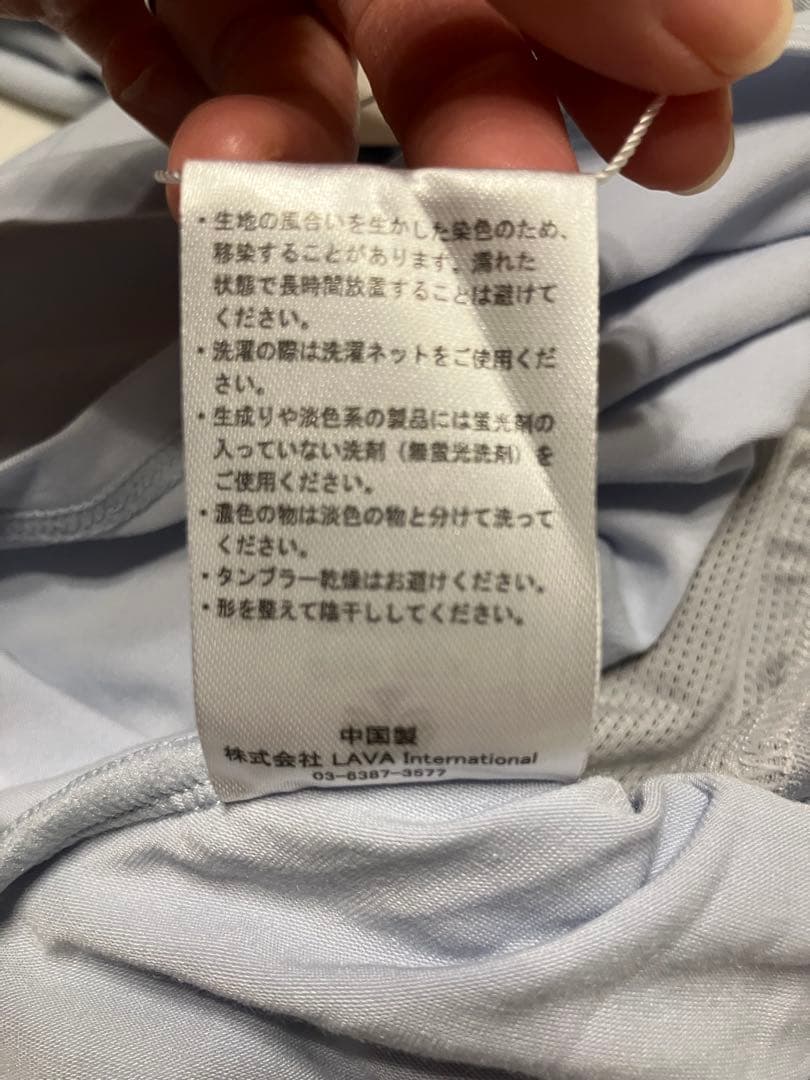 ・生地の風合いを生かした染色のため、
移染することがあります。濡れた
状態で長時間放置することは避けて
ください。
・洗濯の際は洗濯ネットをご使用くだ
さい。
・生成りや淡色系の製品には蛍光剤の
入っていない洗剤（無蛍光洗剤）を
ご使用ください。
・濃色の物は淡色の物と分けて洗って
ください。
・タンブラー乾燥はお避けください。
・形を整えて陰干ししてください。
中国製
株式会社 LAVA International
03-6387-3577